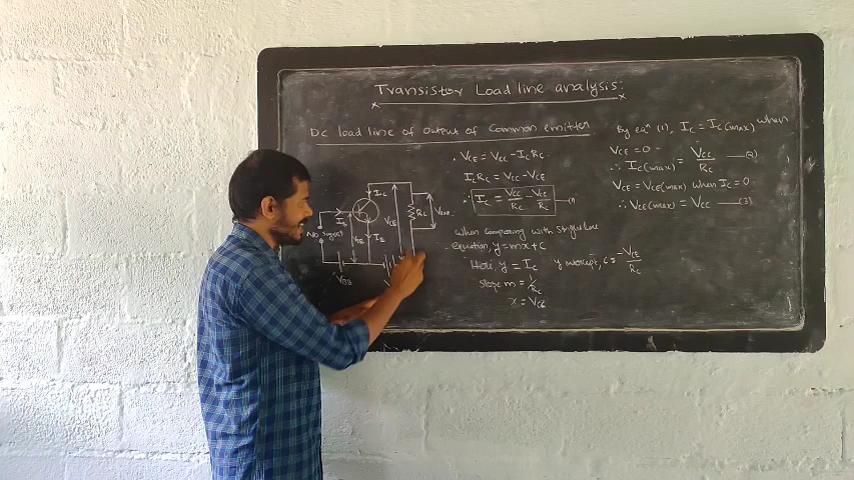 Transistor Load line analysis:
DC load line of output of Common emitter
VCE = VCC - ICRC
ICRC = VCC - VCE
∴ IC = VCC/RC - VCE/RC —(1)
When comparing with straight line
equation, y = mx + c
Here, y = IC y intercept, c = -VCC/RC
slope m = 1/RC
x = VCE
By eqn (1), IC = IC(max) when
VCE = 0
∴ IC(max) = VCC/RC —(2)
VCE = VCE(max) when IC = 0
∴ VCE(max) = VCC —(3)
IC
RC
VCE
IB
No signal
VBE
IE
VBB